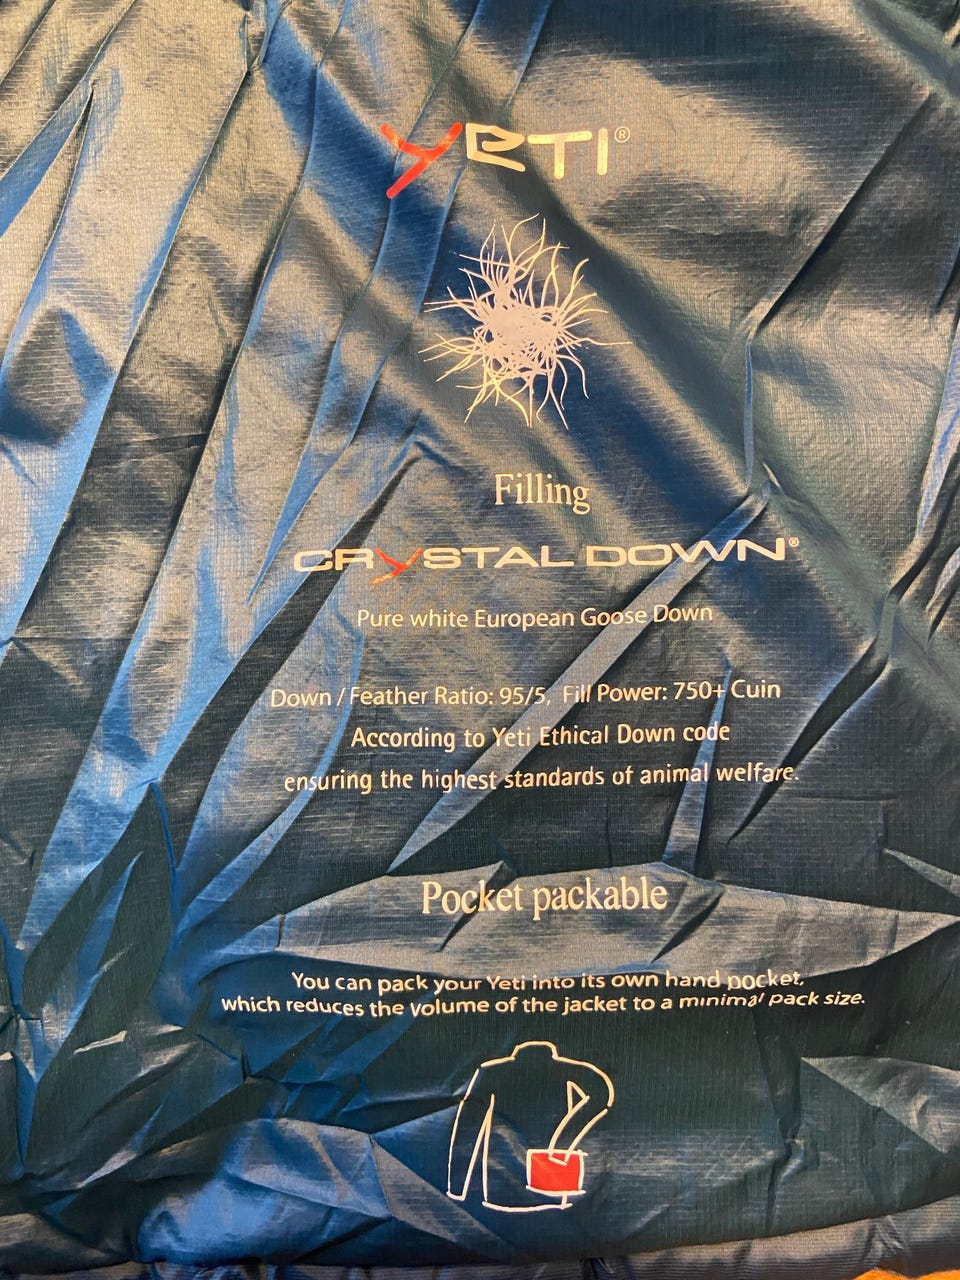 YETI®
Filling
CRYSTAL DOWN®
Pure white European Goose Down
Down / Feather Ratio: 95/5, Fill Power: 750+ Cuin
According to Yeti Ethical Down code
ensuring the highest standards of animal welfare.
Pocket packable
You can pack your Yeti into its own hand pocket,
which reduces the volume of the jacket to a minimal pack size.